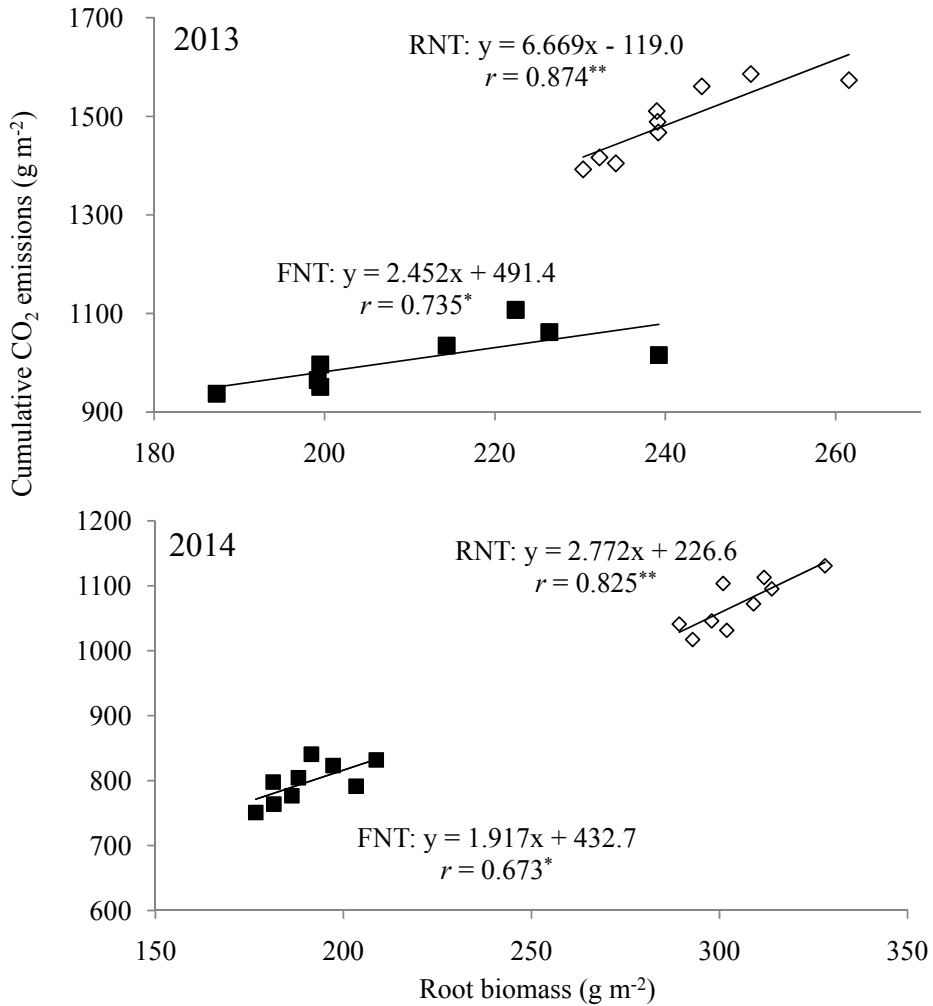 Cumulative CO₂ emissions (g m⁻²)
1700
1500
1300
1100
900
2013
RNT: y = 6.669x - 119.0
r = 0.874**
FNT: y = 2.452x + 491.4
r = 0.735*
180
200
220
240
260
1200
1100
1000
900
800
700
600
2014
RNT: y = 2.772x + 226.6
r = 0.825**
FNT: y = 1.917x + 432.7
r = 0.673*
150
200
250
300
350
Root biomass (g m⁻²)